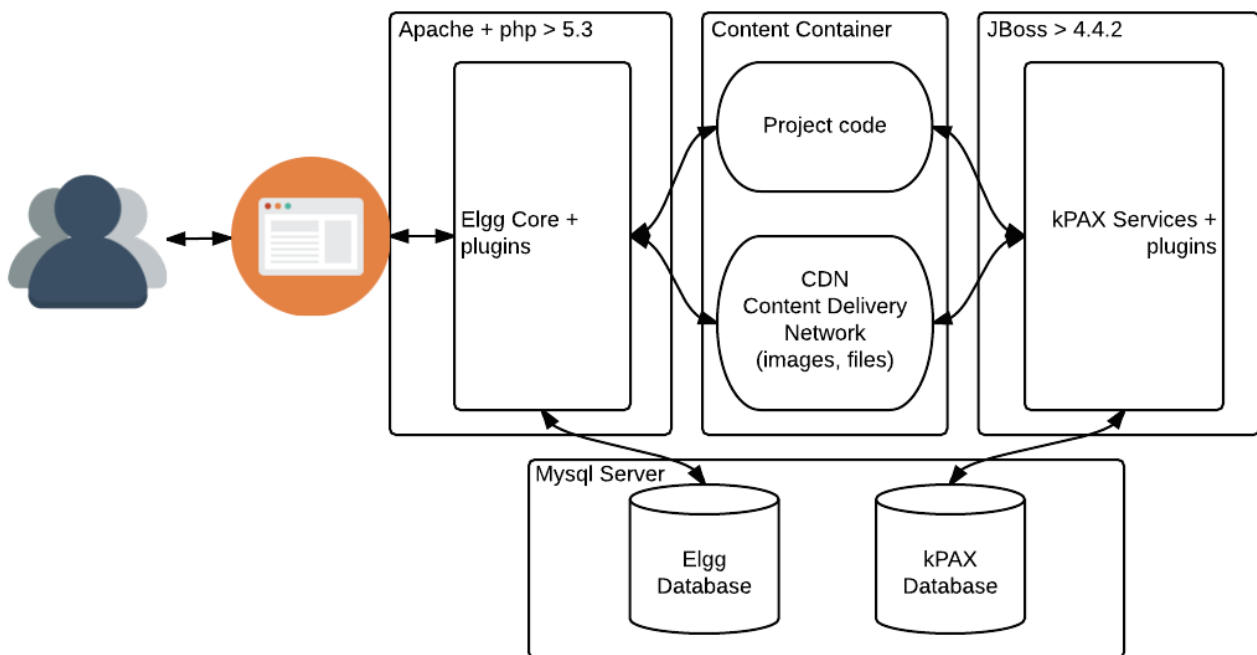 Apache + php > 5.3
Content Container
JBoss > 4.4.2
Elgg Core +
plugins
Project code
CDN
Content Delivery
Network
(images, files)
kPAX Services +
plugins
Mysql Server
Elgg
Database
kPAX
Database